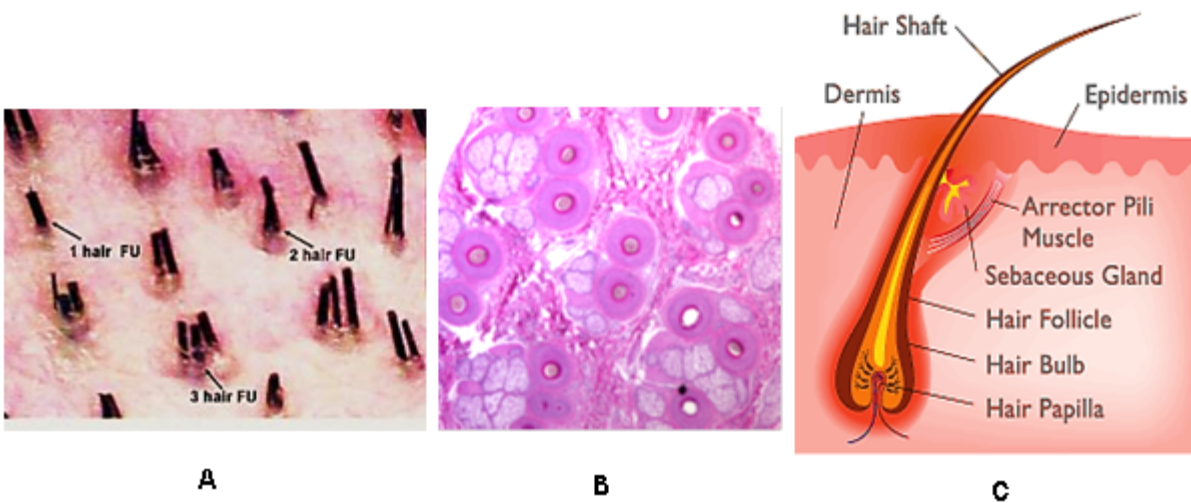 Hair Shaft
Dermis
Epidermis
1 hair FU
2 hair FU
3 hair FU
Arrector Pili
Muscle
Sebaceous Gland
Hair Follicle
Hair Bulb
Hair Papilla
A
B
C